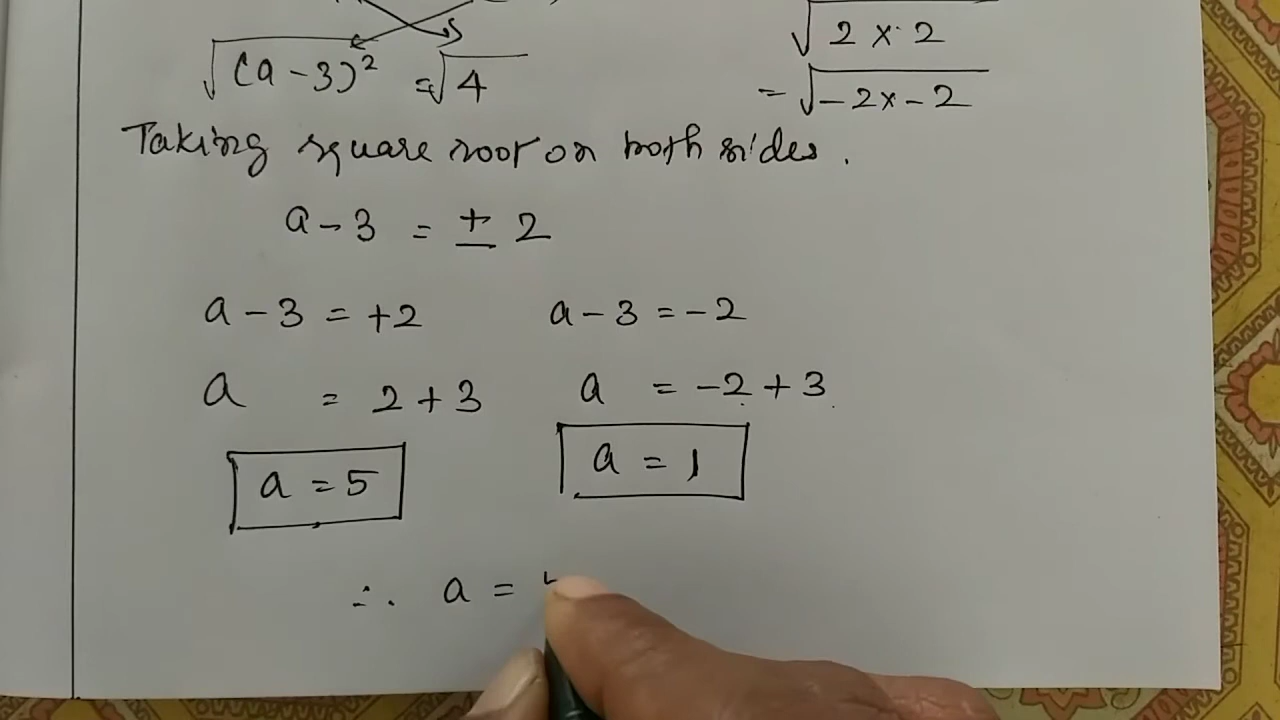 √(a-3)² = √4
√2 × 2
= √-2×-2
Taking square root on both sides.
a-3 = ± 2
a-3 = +2
a = 2+3
a = 5
a-3 = -2
a = -2+3
a = 1
∴ a =